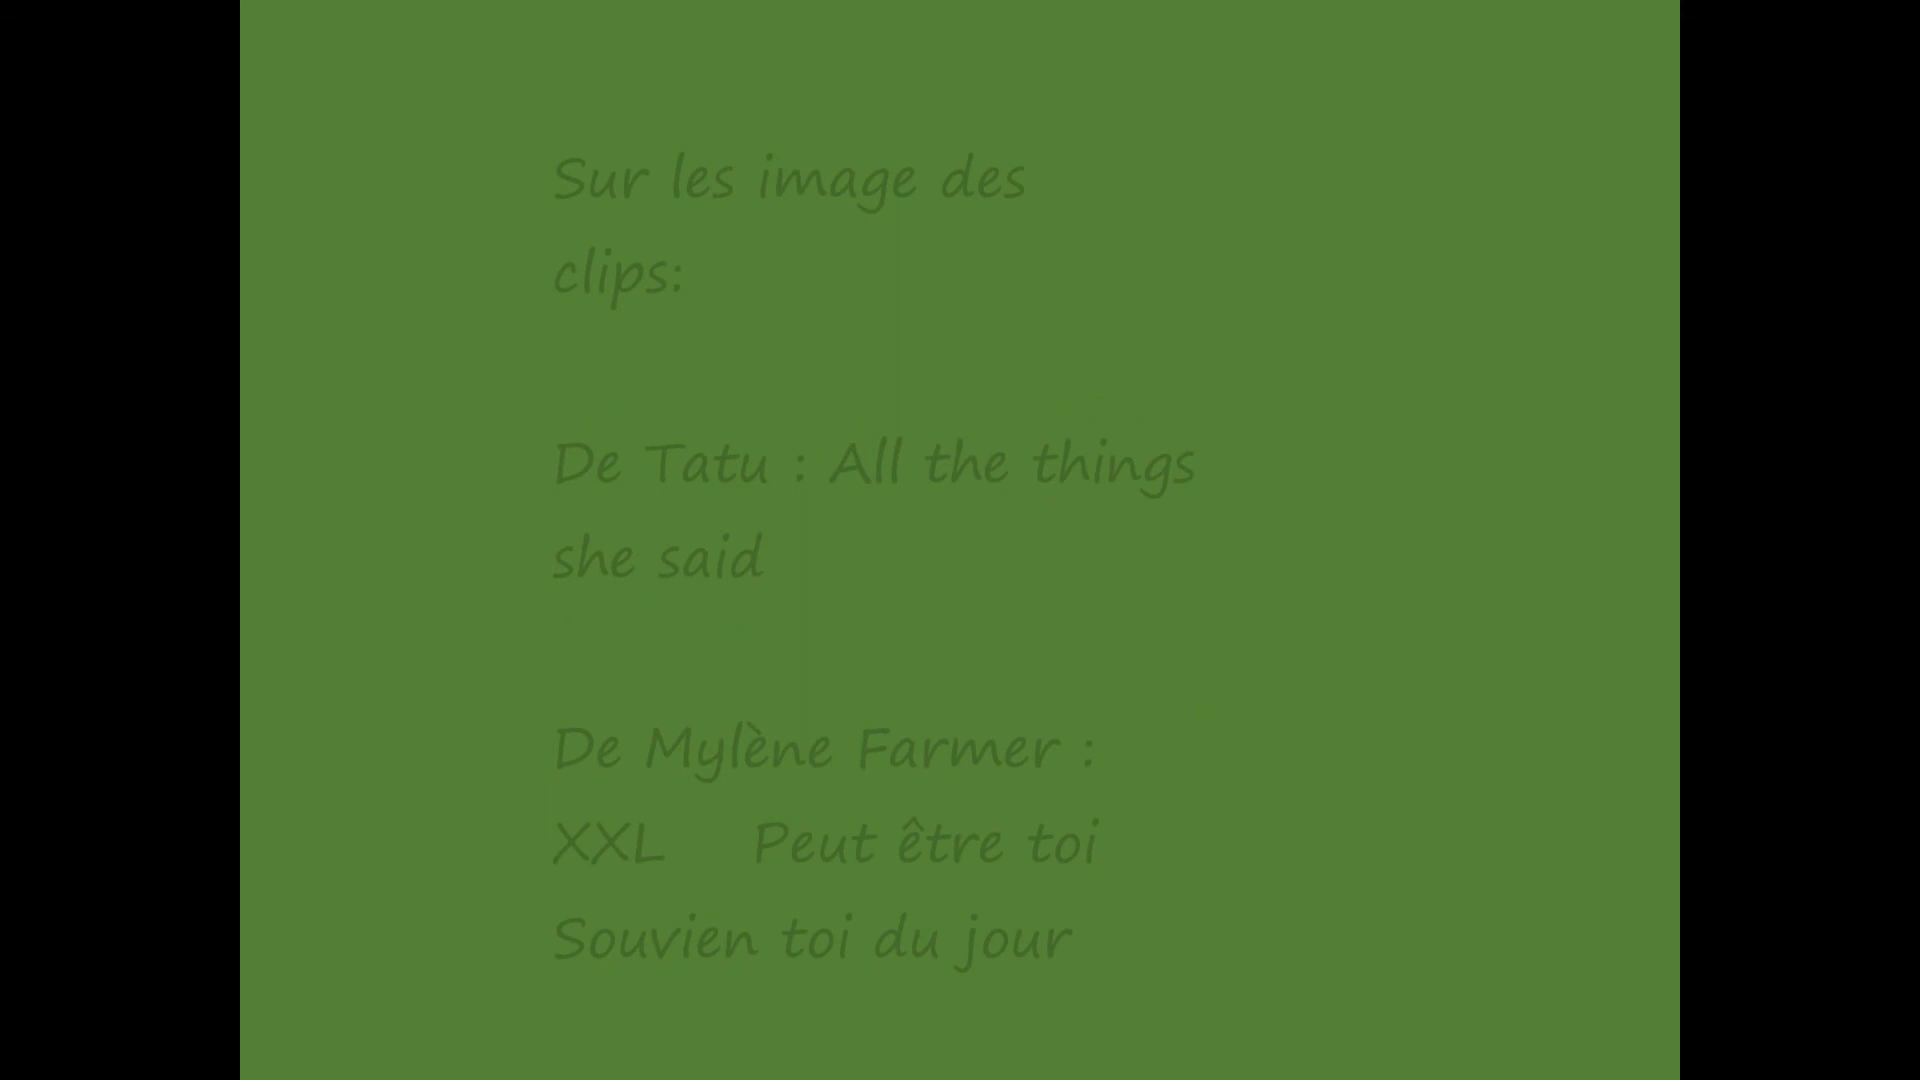 Sur les image des
clips:
De Tatu : All the things
she said
De Mylène Farmer :
XXL Peut être toi
Souvien toi du jour